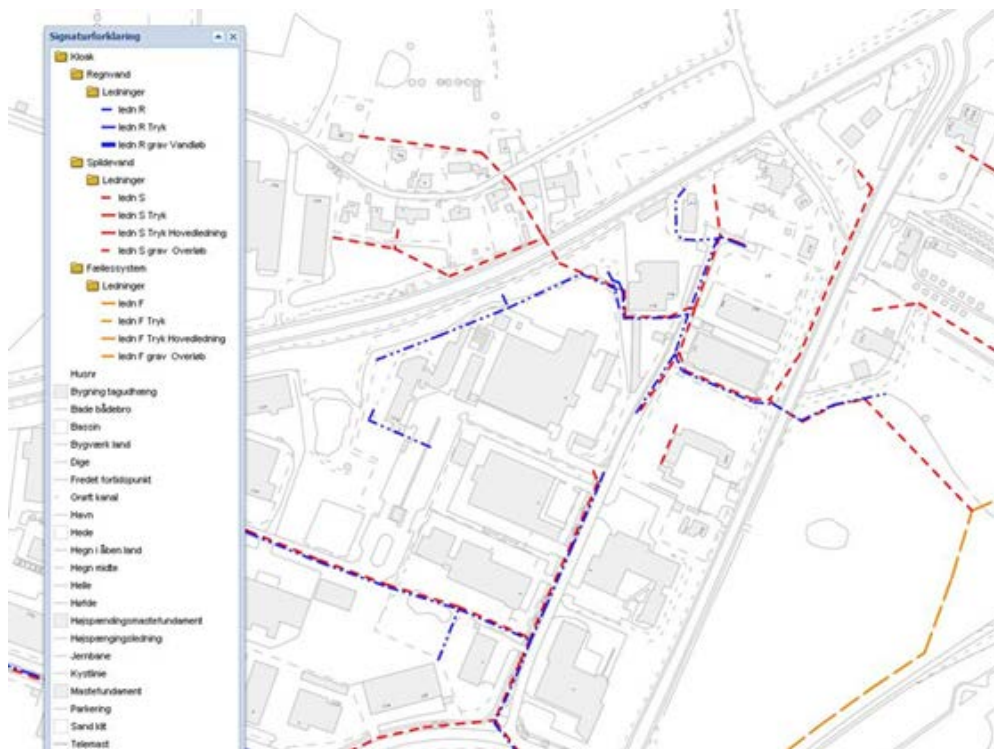 Signaturforklaring
Kloak
Regnvand
Ledninger
ledn R
ledn R Tryk
ledn R grav Vandløb
Spildevand
Ledninger
ledn S
ledn S Tryk
ledn S Tryk Hovedledning
ledn S grav Overløb
Fællessystem
Ledninger
ledn F
ledn F Tryk
ledn F Tryk Hovedledning
ledn F grav Overløb
Husnr
Bygning tagudhæng
Bade bådebro
Bassin
Bygværk land
Dige
Fredet fortidspunkt
Grøft kanal
Havn
Hede
Hegn i åben land
Hegn midte
Helle
Høfde
Højspændingsmastefundament
Højspængingsledning
Jernbane
Kystlinie
Mastefundament
Parkering
Sand klit
Telemast